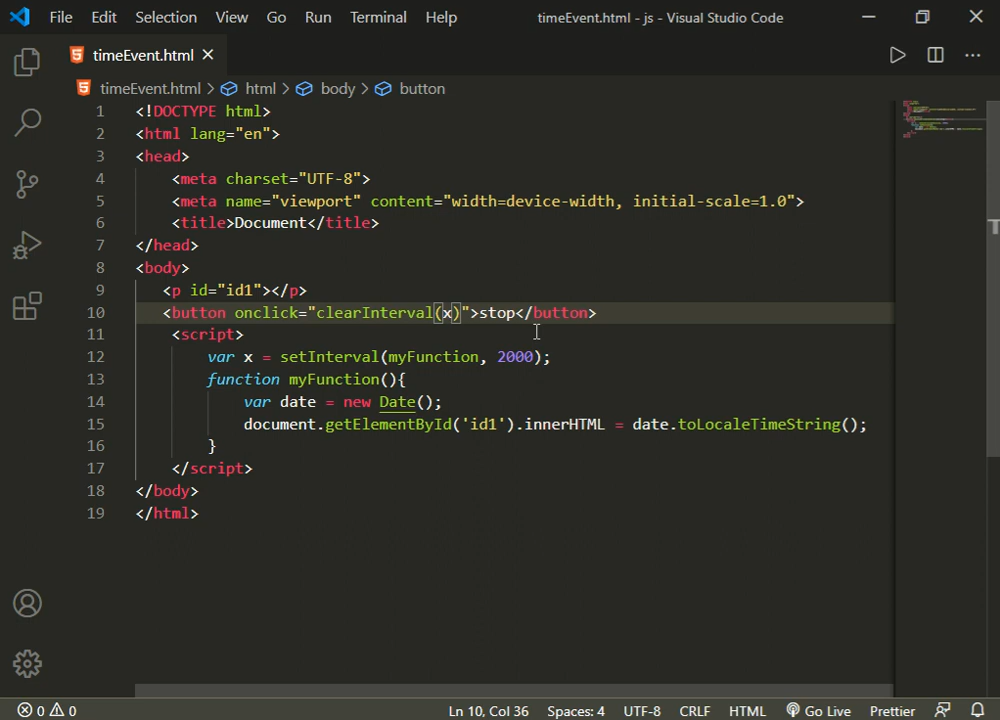 File Edit Selection View Go Run Terminal Help timeEvent.html - js - Visual Studio Code
timeEvent.html
timeEvent.html > html > body > button
1 <!DOCTYPE html>
2 <html lang="en">
3 <head>
4 <meta charset="UTF-8">
5 <meta name="viewport" content="width=device-width, initial-scale=1.0">
6 <title>Document</title>
7 </head>
8 <body>
9 <p id="id1"></p>
10 <button onclick="clearInterval(x)">stop</button>
11 <script>
12 var x = setInterval(myFunction, 2000);
13 function myFunction(){
14 var date = new Date();
15 document.getElementById('id1').innerHTML = date.toLocaleTimeString();
16 }
17 </script>
18 </body>
19 </html>
0 0 Ln 10, Col 36 Spaces: 4 UTF-8 CRLF HTML Go Live Prettier